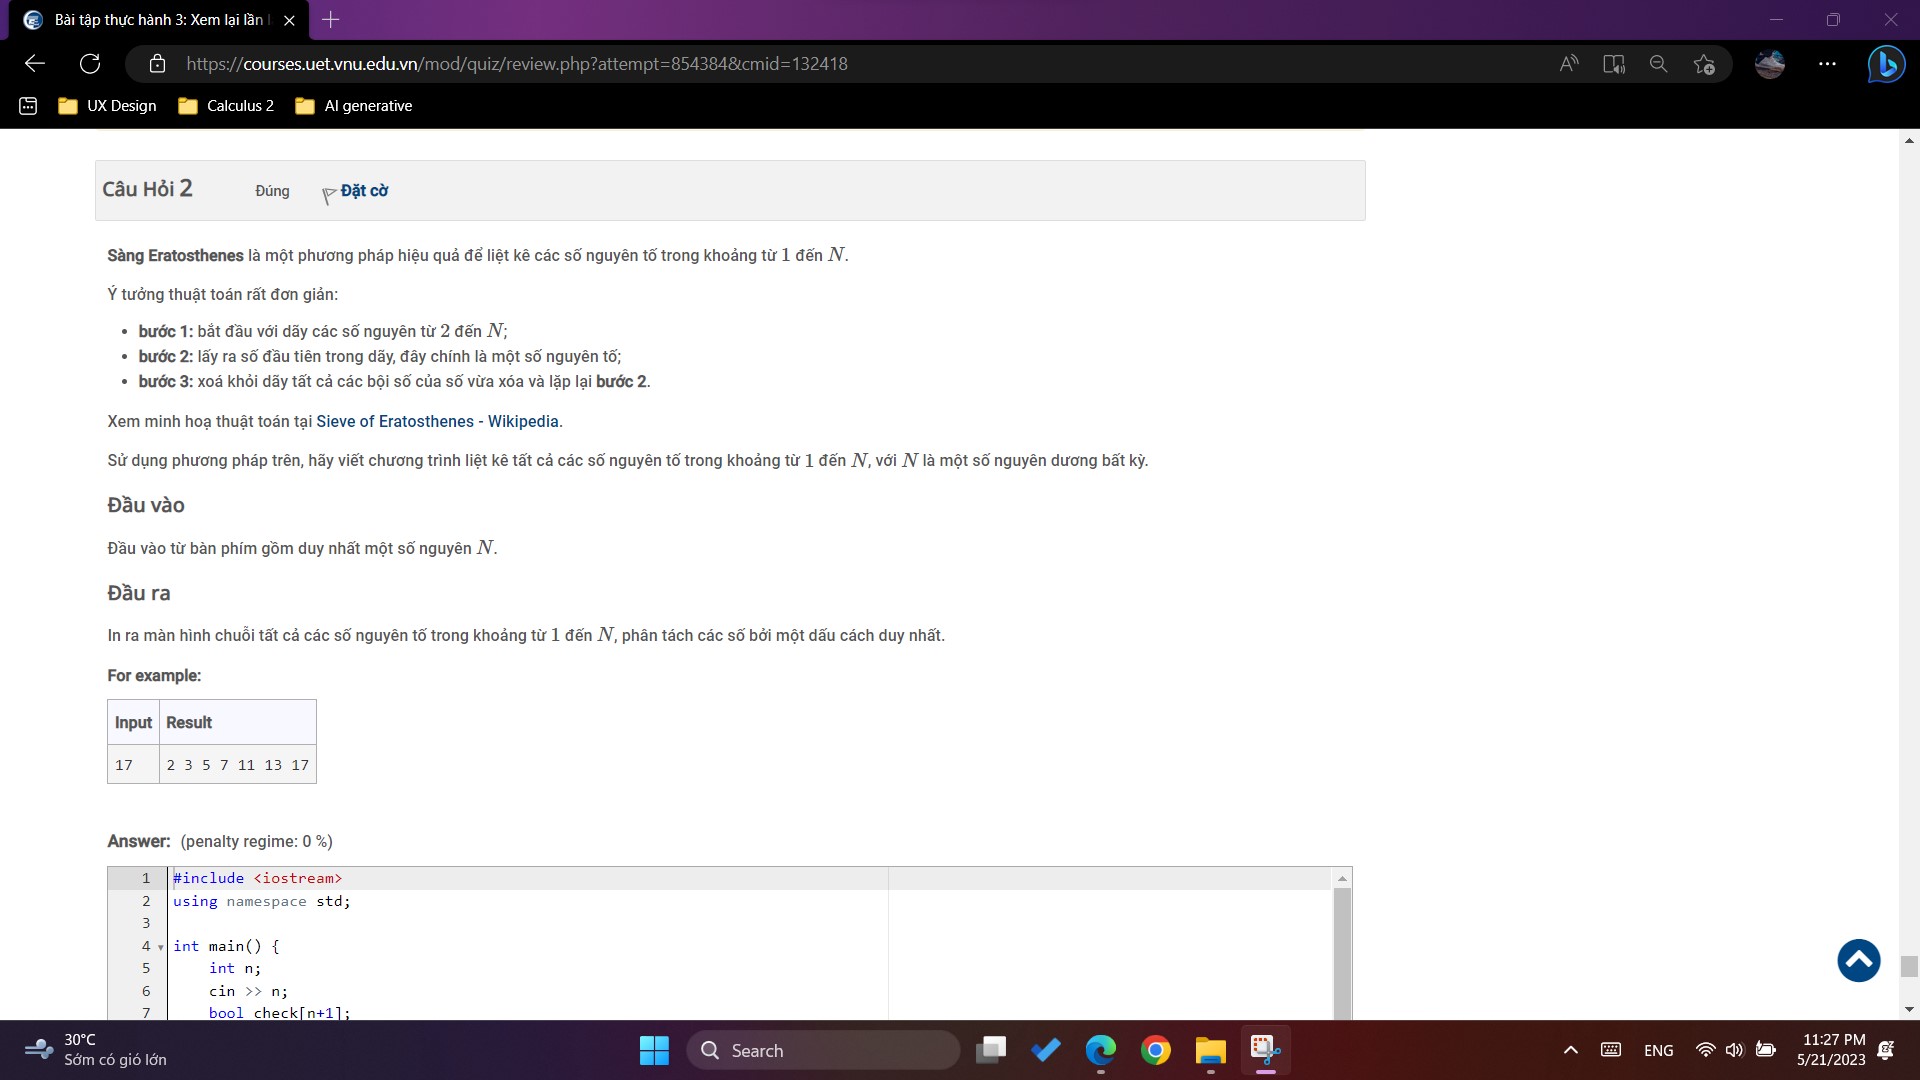 Bài tập thực hành 3: Xem lại lần l
https://courses.uet.vnu.edu.vn/mod/quiz/review.php?attempt=854384&cmid=132418
UX Design Calculus 2 AI generative
Câu Hỏi 2 Đúng Đặt cờ
Sàng Eratosthenes là một phương pháp hiệu quả để liệt kê các số nguyên tố trong khoảng từ 1 đến N.
Ý tưởng thuật toán rất đơn giản:
• bước 1: bắt đầu với dãy các số nguyên từ 2 đến N;
• bước 2: lấy ra số đầu tiên trong dãy, đây chính là một số nguyên tố;
• bước 3: xoá khỏi dãy tất cả các bội số của số vừa xóa và lặp lại bước 2.
Xem minh hoạ thuật toán tại Sieve of Eratosthenes - Wikipedia.
Sử dụng phương pháp trên, hãy viết chương trình liệt kê tất cả các số nguyên tố trong khoảng từ 1 đến N, với N là một số nguyên dương bất kỳ.
Đầu vào
Đầu vào từ bàn phím gồm duy nhất một số nguyên N.
Đầu ra
In ra màn hình chuỗi tất cả các số nguyên tố trong khoảng từ 1 đến N, phân tách các số bởi một dấu cách duy nhất.
For example:
Input Result
17 2 3 5 7 11 13 17
Answer: (penalty regime: 0 %)
1 #include <iostream>
2 using namespace std;
3
4 int main() {
5 int n;
6 cin >> n;
7 bool check[n+1];
30°C
Sớm có gió lớn
Search
ENG
11:27 PM
5/21/2023